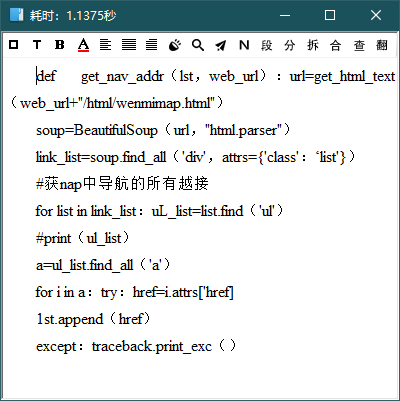 耗时：1.1375秒
T B A N 段 分 拆 合 查 翻
def get_nav_addr（lst，web_url）：url=get_html_text
（web_url+"/html/wenmimap.html"）
soup=BeautifulSoup（url，"html.parser"）
link_list=soup.find_all（'div'，attrs={'class'：‘list'}）
#获nap中导航的所有越接
for list in link_list：uL_list=list.find（'ul'）
#print（ul_list）
a=ul_list.find_all（'a'）
for i in a：try：href=i.attrs['href]
1st.append（href）
except：traceback.print_exc（）